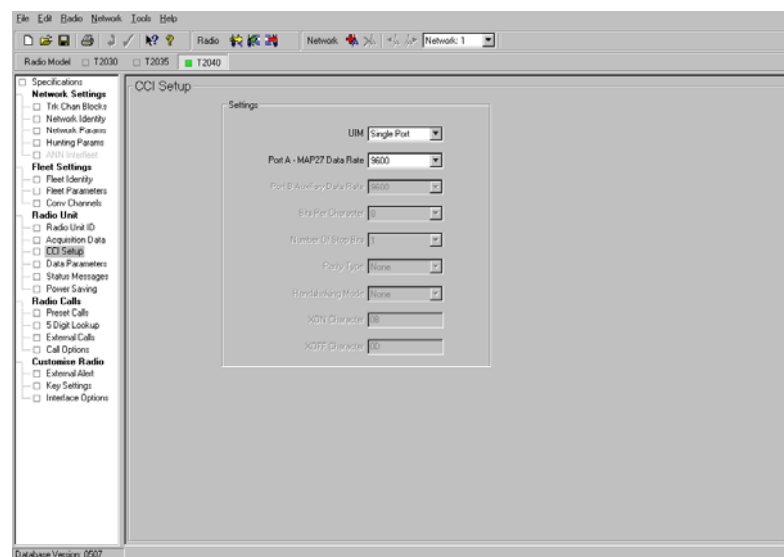 File Edit Radio Network Tools Help
Radio Network Network: 1
Radio Model T2030 T2035 T2040
Specifications
Network Settings
Trk Chan Blocks
Network Identity
Network Params
Hunting Params
ANN Interfleet
Fleet Settings
Fleet Identity
Fleet Parameters
Conv Channels
Radio Unit
Radio Unit ID
Acquisition Data
CCI Setup
Data Parameters
Status Messages
Power Saving
Radio Calls
Preset Calls
5 Digit Lookup
External Calls
Call Options
Customise Radio
External Alert
Key Settings
Interface Options
CCI Setup
Settings
UIM Single Port
Port A - MAP27 Data Rate 9600
Port B Auxiliary Data Rate 9600
Bits Per Character 8
Number Of Stop Bits 1
Parity Type None
Handshaking Mode None
XON Character 0B
XOFF Character 0D
Database Version: 0507